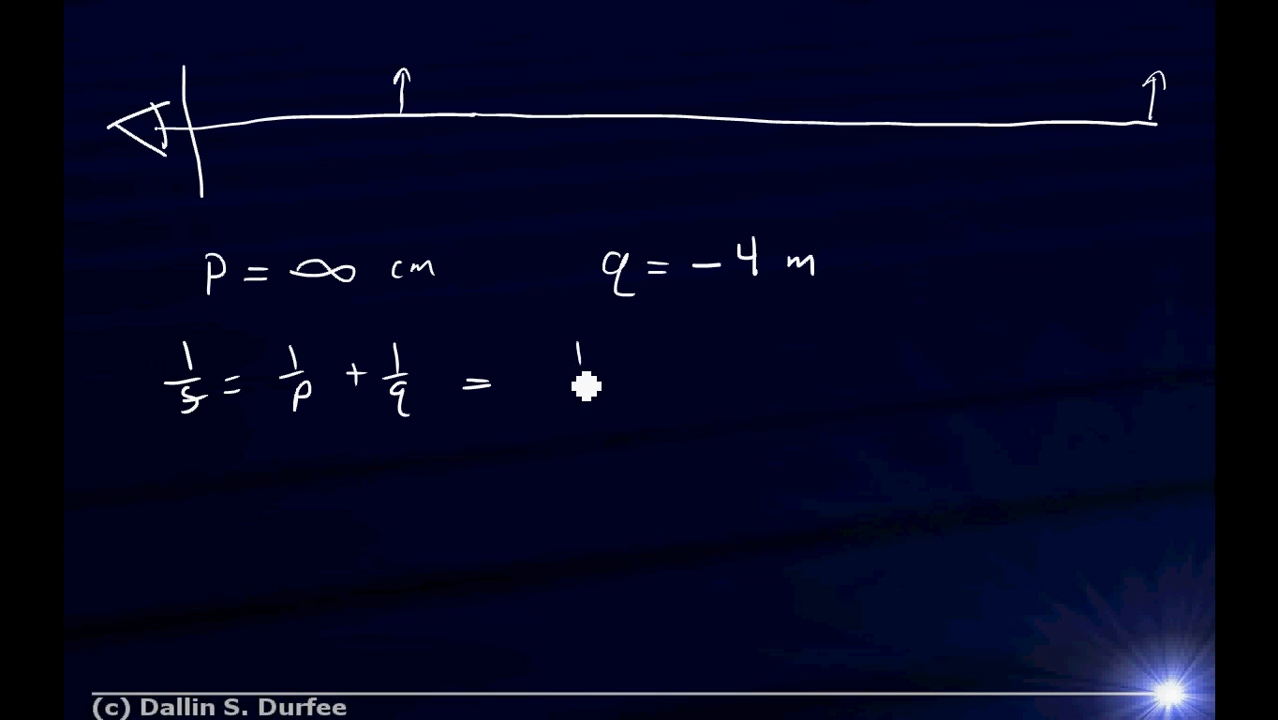 p = ∞ cm q = - 4 m
1/f = 1/p + 1/q = 1
(c) Dallin S. Durfee